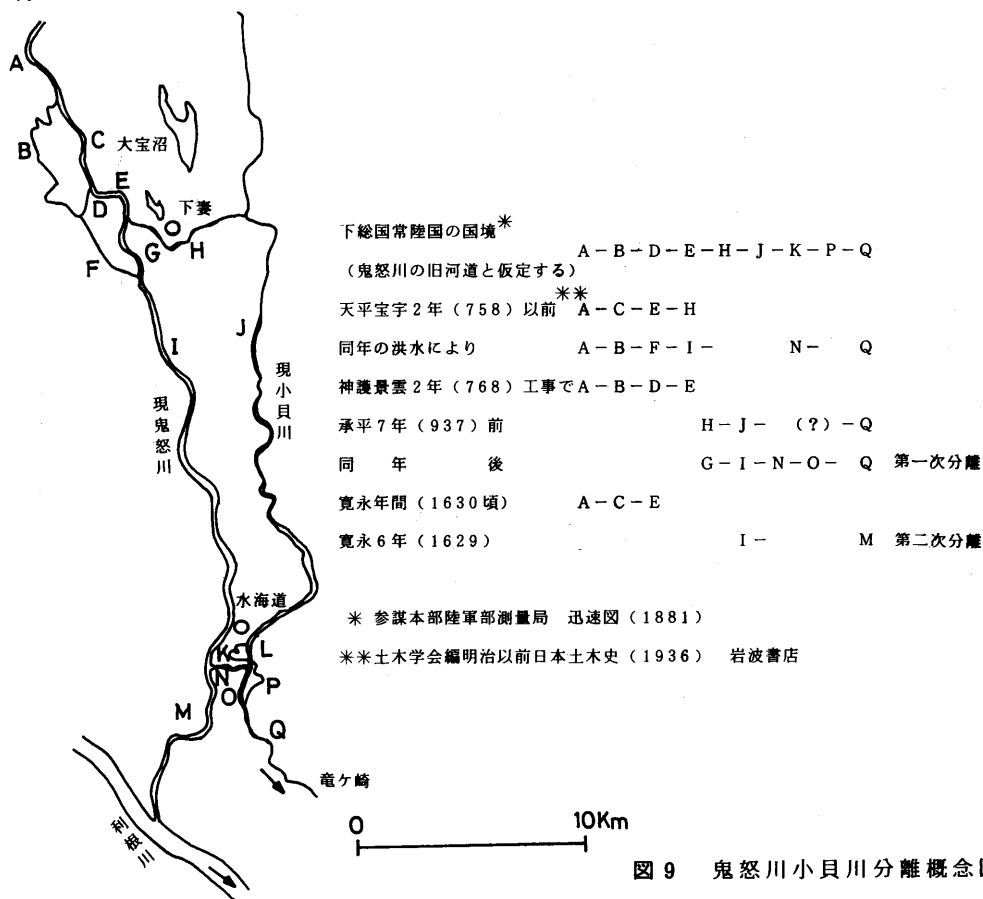 A
B
C
大宝沼
E
D
下妻
G
H
F
I
J
現鬼怒川
現小貝川
水海道
K
L
N
P
O
M
Q
竜ケ崎
利根川
0 10Km
下総国常陸国の国境* A-B-D-E-H-J-K-P-Q
(鬼怒川の旧河道と仮定する)
天平宝字2年(758)以前** A-C-E-H
同年の洪水により A-B-F-I- N- Q
神護景雲2年(768)工事で A-B-D-E
承平7年(937)前 H-J- (?)-Q
同 年 後 G-I-N-O- Q 第一次分離
寛永年間(1630頃) A-C-E
寛永6年(1629) I- M 第二次分離
* 参謀本部陸軍部測量局 迅速図(1881)
**土木学会編明治以前日本土木史(1936) 岩波書店
図9 鬼怒川小貝川分離概念